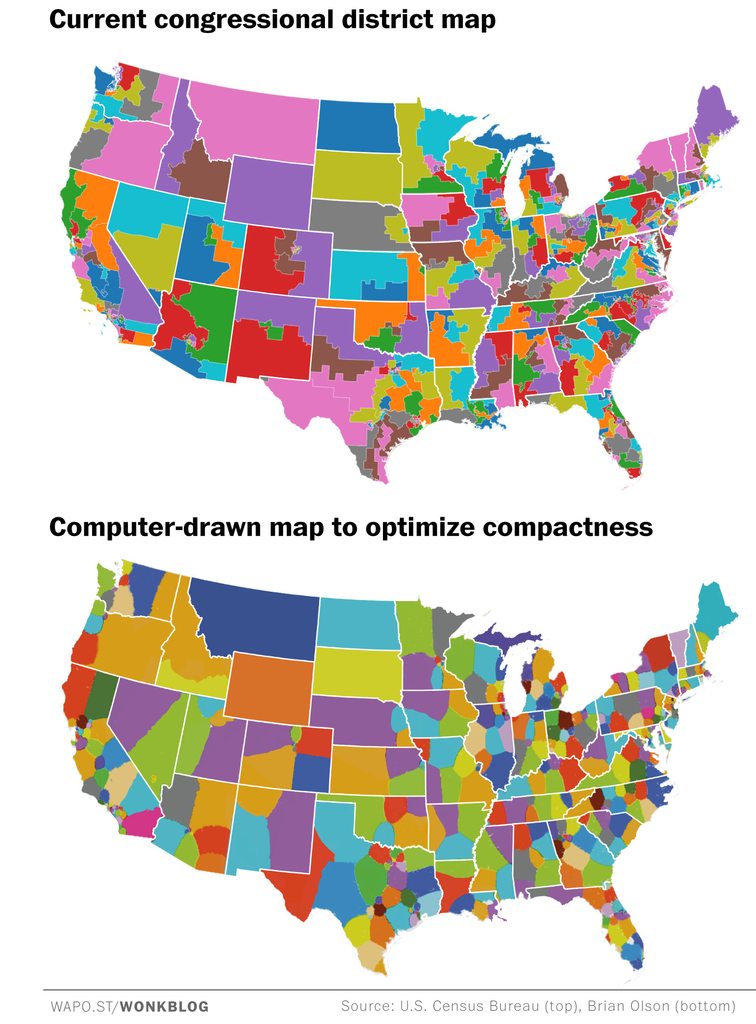 Current congressional district map
Computer-drawn map to optimize compactness
WAPO.ST/WONKBLOG
Source: U.S. Census Bureau (top), Brian Olson (bottom)